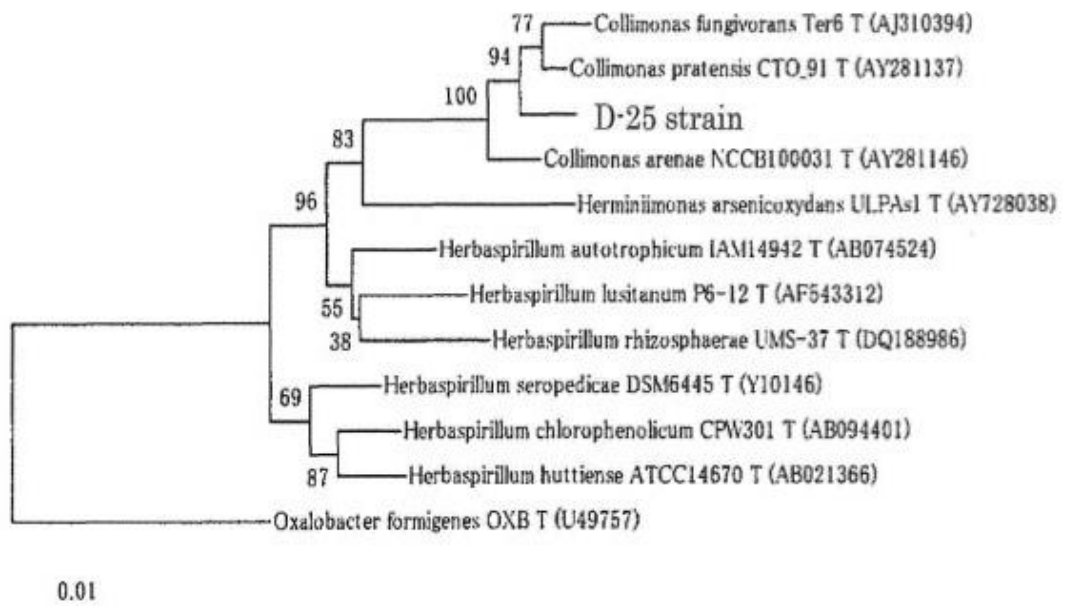 77
Collimonas fungivorans Ter6 T (AJ310394)
94
Collimonas pratensis CTO_91 T (AY281137)
100
D-25 strain
83
Collimonas arenae NCCB100031 T (AY281146)
96
Herminiimonas arsenicoxydans ULPAs1 T (AY728038)
Herbaspirillum autotrophicum IAM14942 T (AB074524)
55
Herbaspirillum lusitanum P6-12 T (AF543312)
38
Herbaspirillum rhizosphaerae UMS-37 T (DQ188986)
69
Herbaspirillum seropedicae DSM6445 T (Y10146)
Herbaspirillum chlorophenolicum CPW301 T (AB094401)
87
Herbaspirillum huttiense ATCC14670 T (AB021366)
Oxalobacter formigenes OXB T (U49757)
0.01